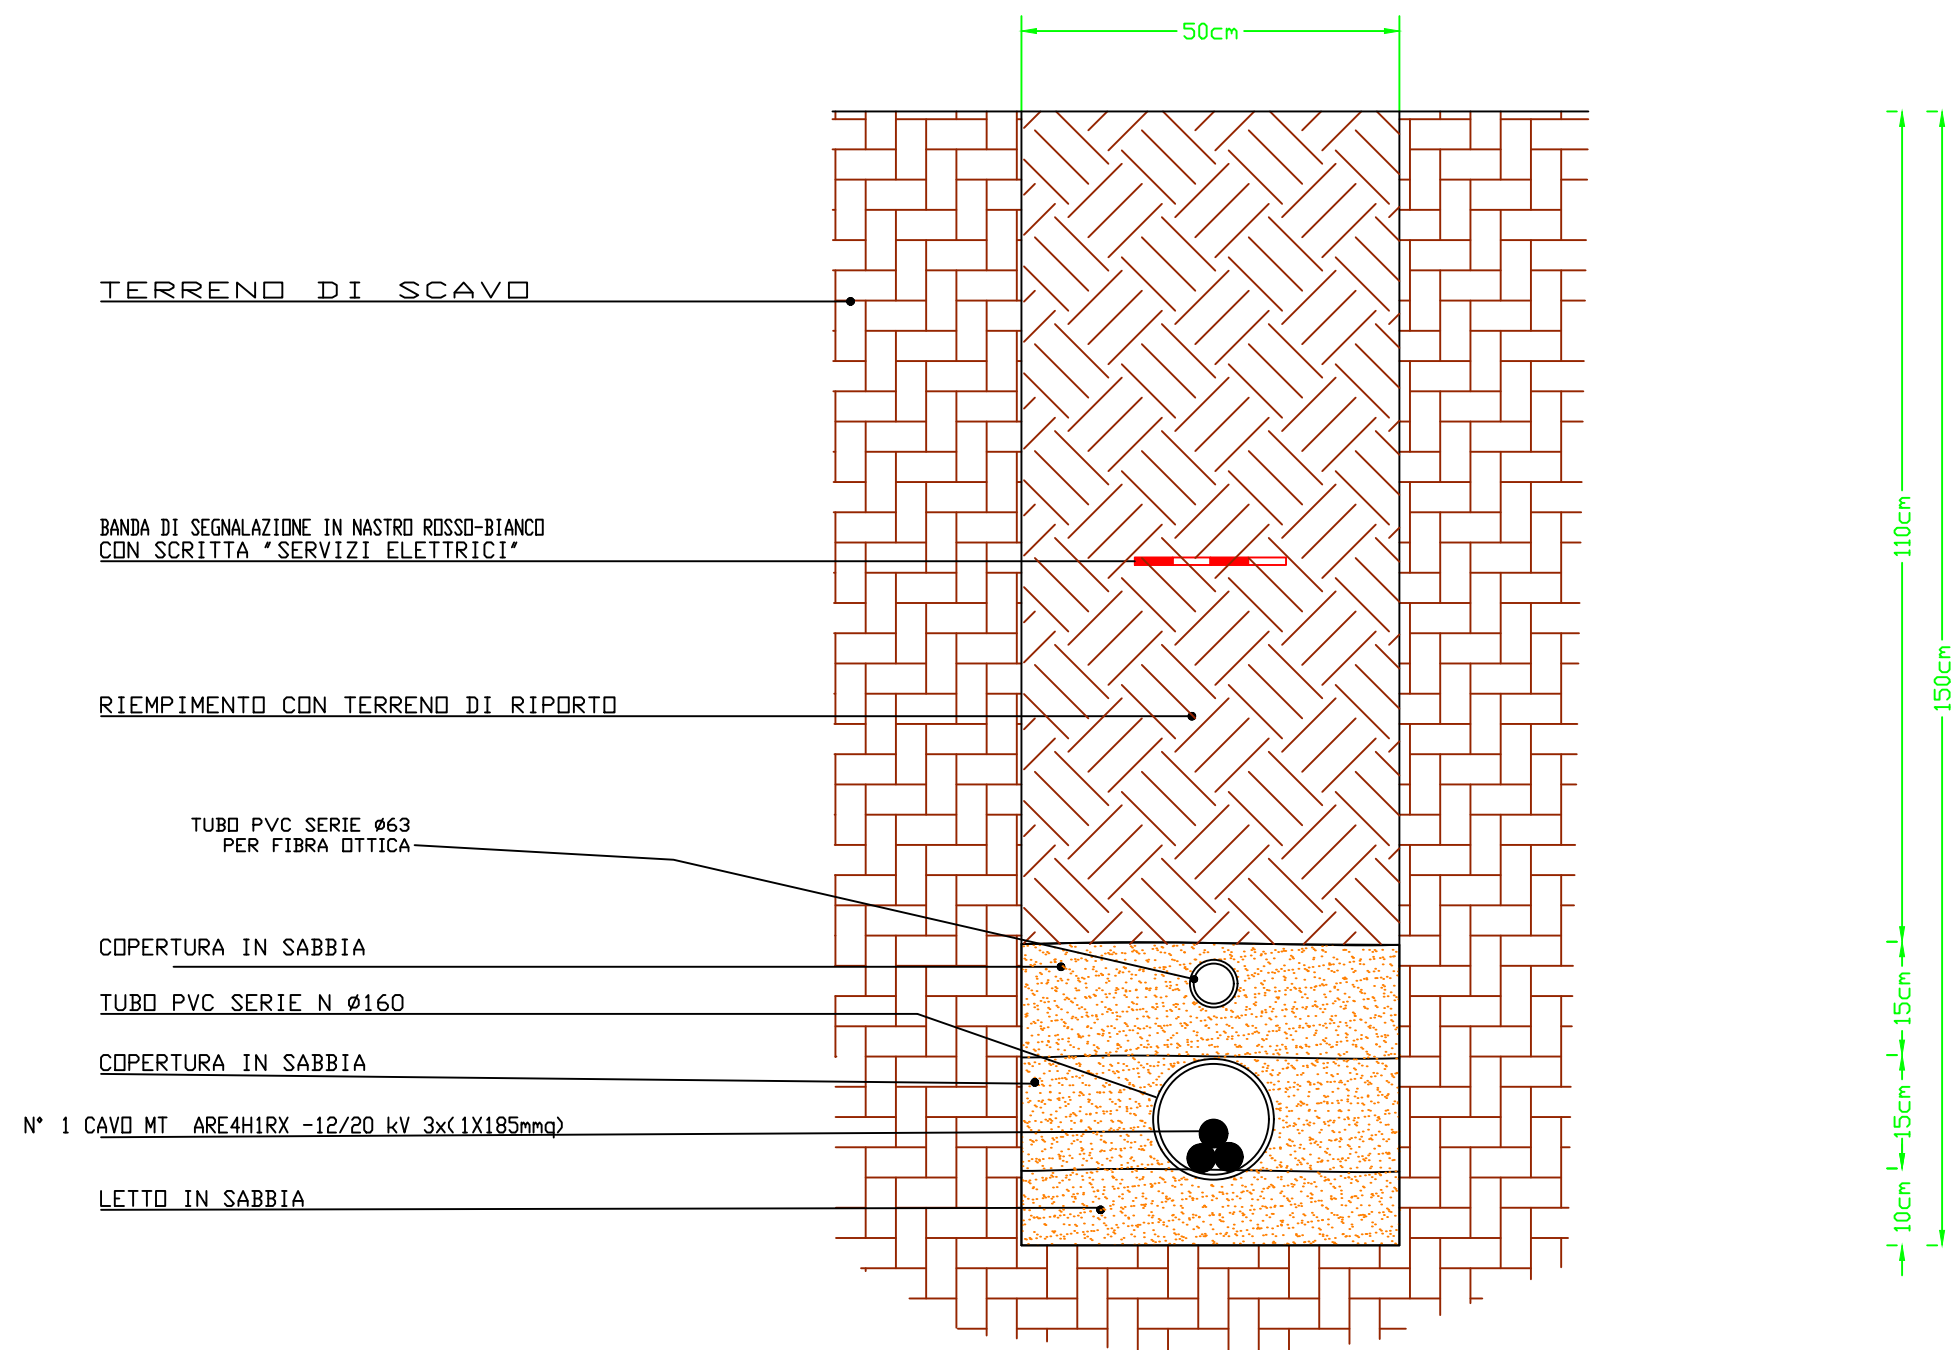 50cm
TERRENO DI SCAVO
BANDA DI SEGNALAZIONE IN NASTRO ROSSO-BIANCO
CON SCRITTA "SERVIZI ELETTRICI"
110cm
150cm
RIEMPIMENTO CON TERRENO DI RIPORTO
TUBO PVC SERIE Ø63
PER FIBRA OTTICA
COPERTURA IN SABBIA
15cm
TUBO PVC SERIE N Ø160
COPERTURA IN SABBIA
15cm
N° 1 CAVO MT ARE4H1RX -12/20 kV 3x(1X185mmq)
LETTO IN SABBIA
10cm